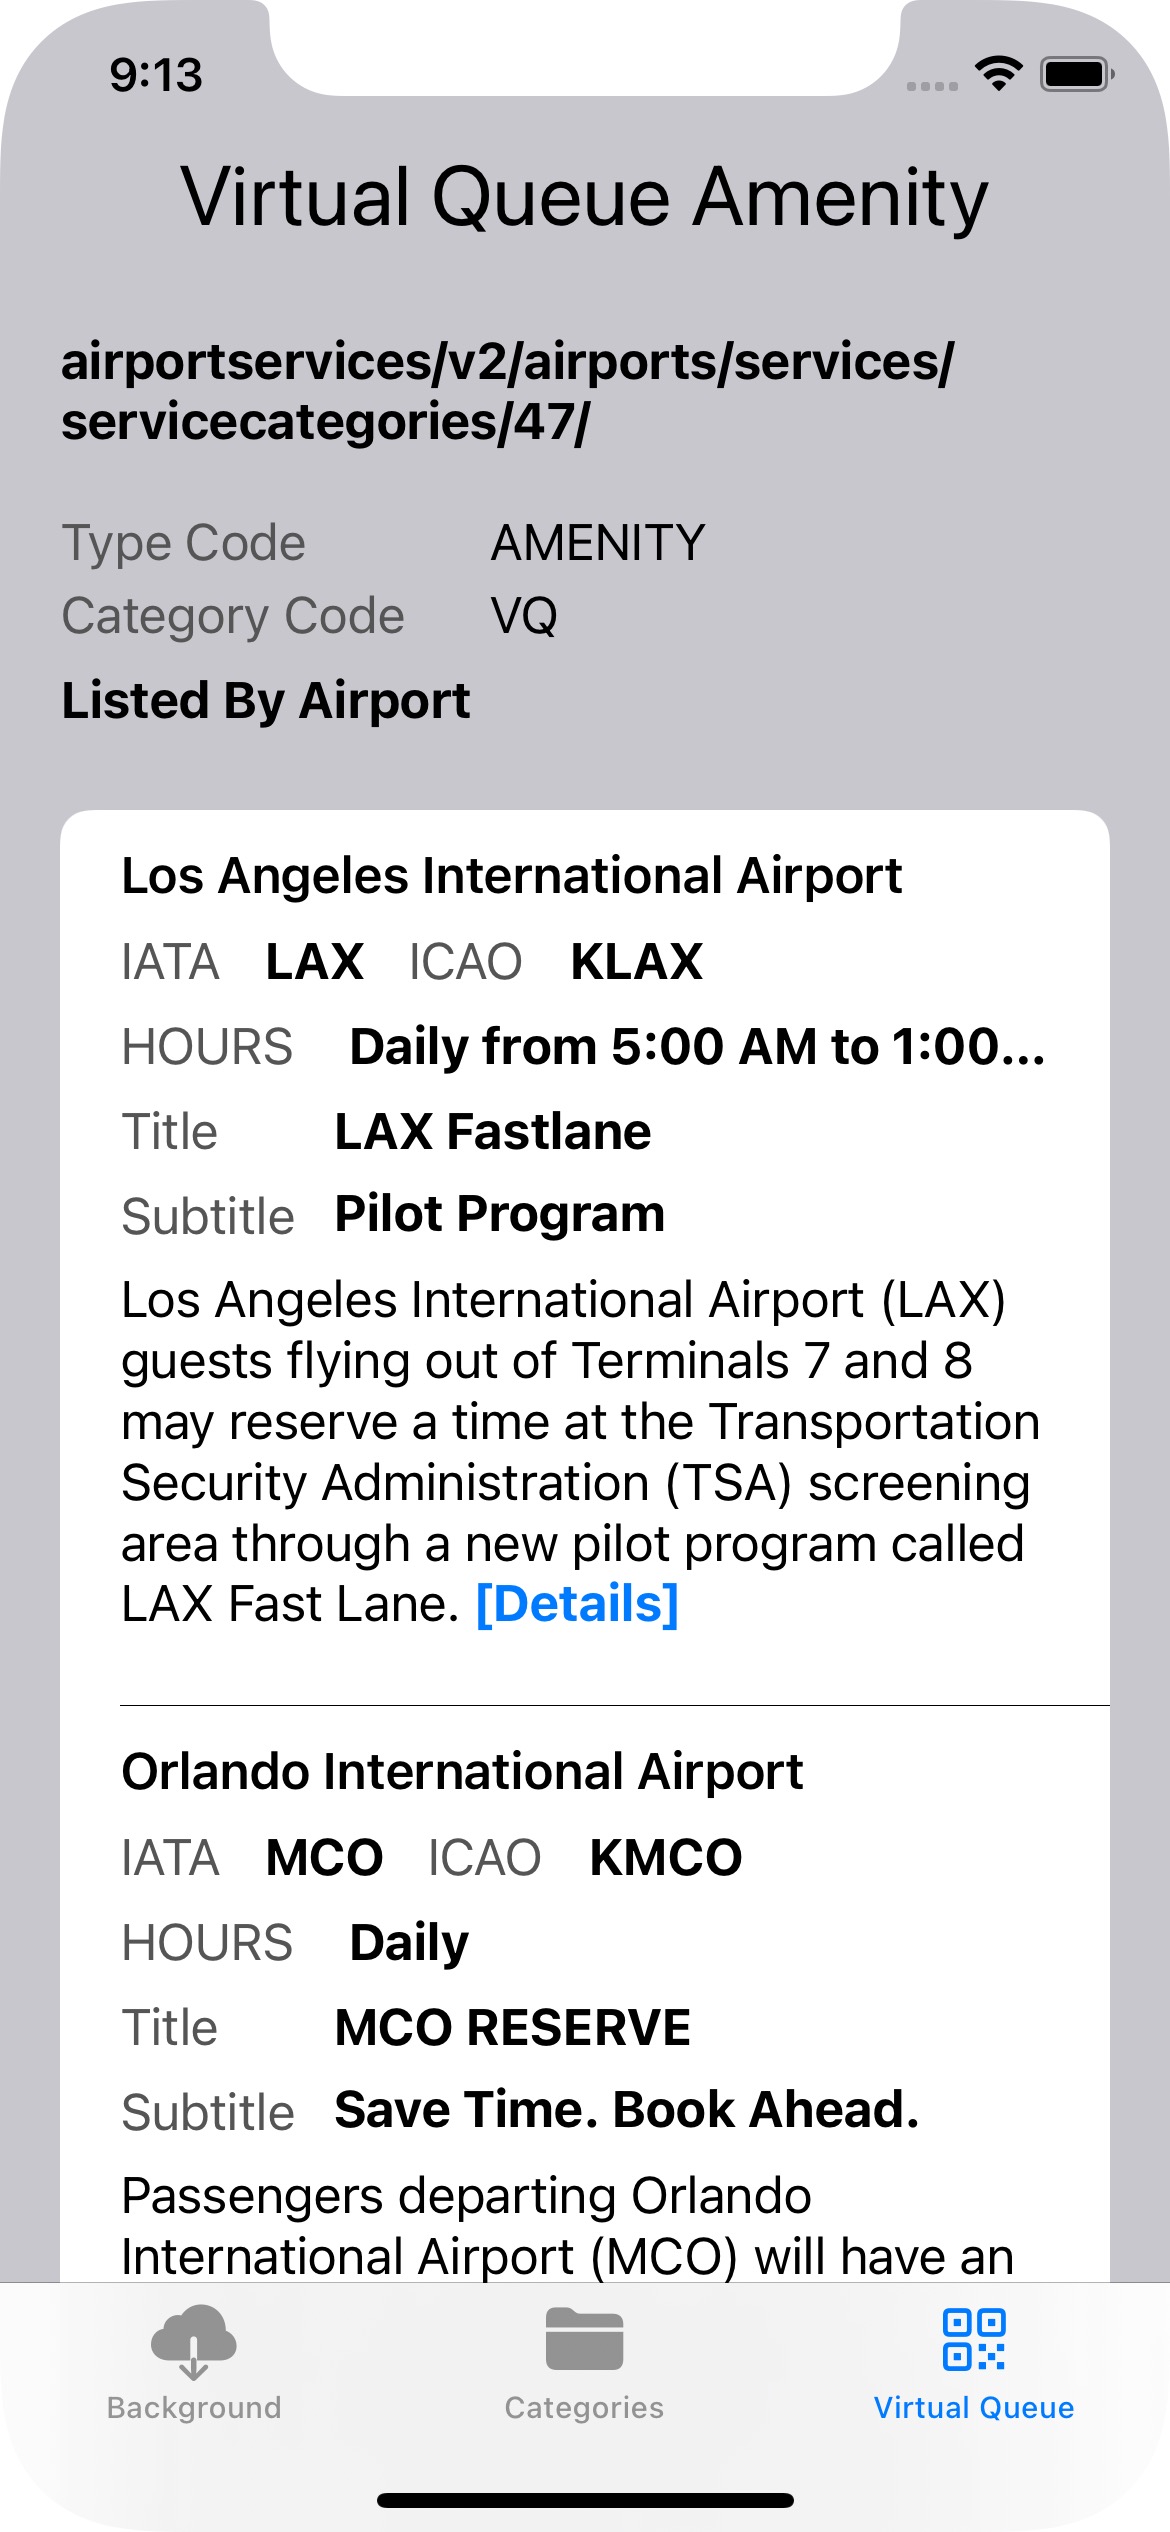 9:13
Virtual Queue Amenity
airportservices/v2/airports/services/
servicecategories/47/
Type Code AMENITY
Category Code VQ
Listed By Airport
Los Angeles International Airport
IATA LAX ICAO KLAX
HOURS Daily from 5:00 AM to 1:00...
Title LAX Fastlane
Subtitle Pilot Program
Los Angeles International Airport (LAX)
guests flying out of Terminals 7 and 8
may reserve a time at the Transportation
Security Administration (TSA) screening
area through a new pilot program called
LAX Fast Lane. [Details]
Orlando International Airport
IATA MCO ICAO KMCO
HOURS Daily
Title MCO RESERVE
Subtitle Save Time. Book Ahead.
Passengers departing Orlando
International Airport (MCO) will have an
Background Categories Virtual Queue